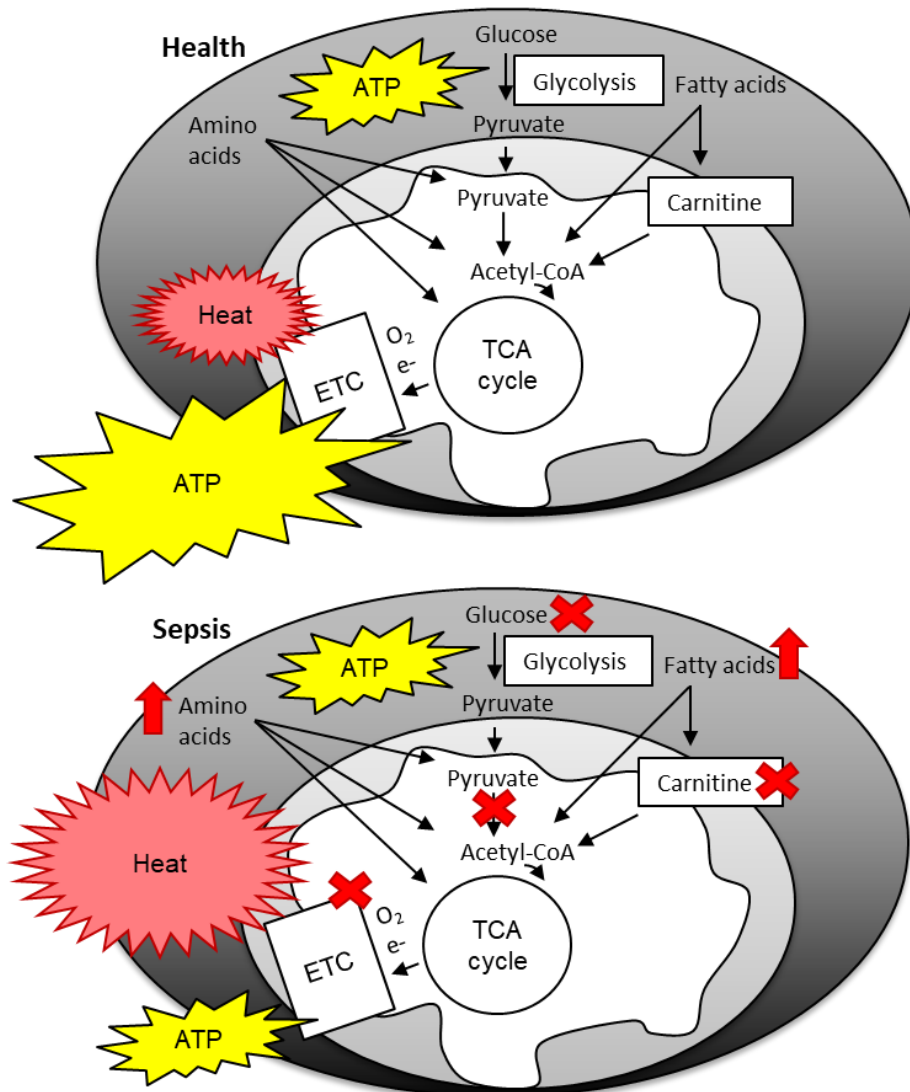 Health
Glucose
ATP
Glycolysis
Fatty acids
Amino
acids
Pyruvate
Pyruvate
Carnitine
Acetyl-CoA
Heat
O₂
e-
ETC
TCA
cycle
ATP
Sepsis
Glucose
ATP
Glycolysis
Fatty acids
Amino
acids
Pyruvate
Pyruvate
Carnitine
Acetyl-CoA
Heat
O₂
e-
ETC
TCA
cycle
ATP